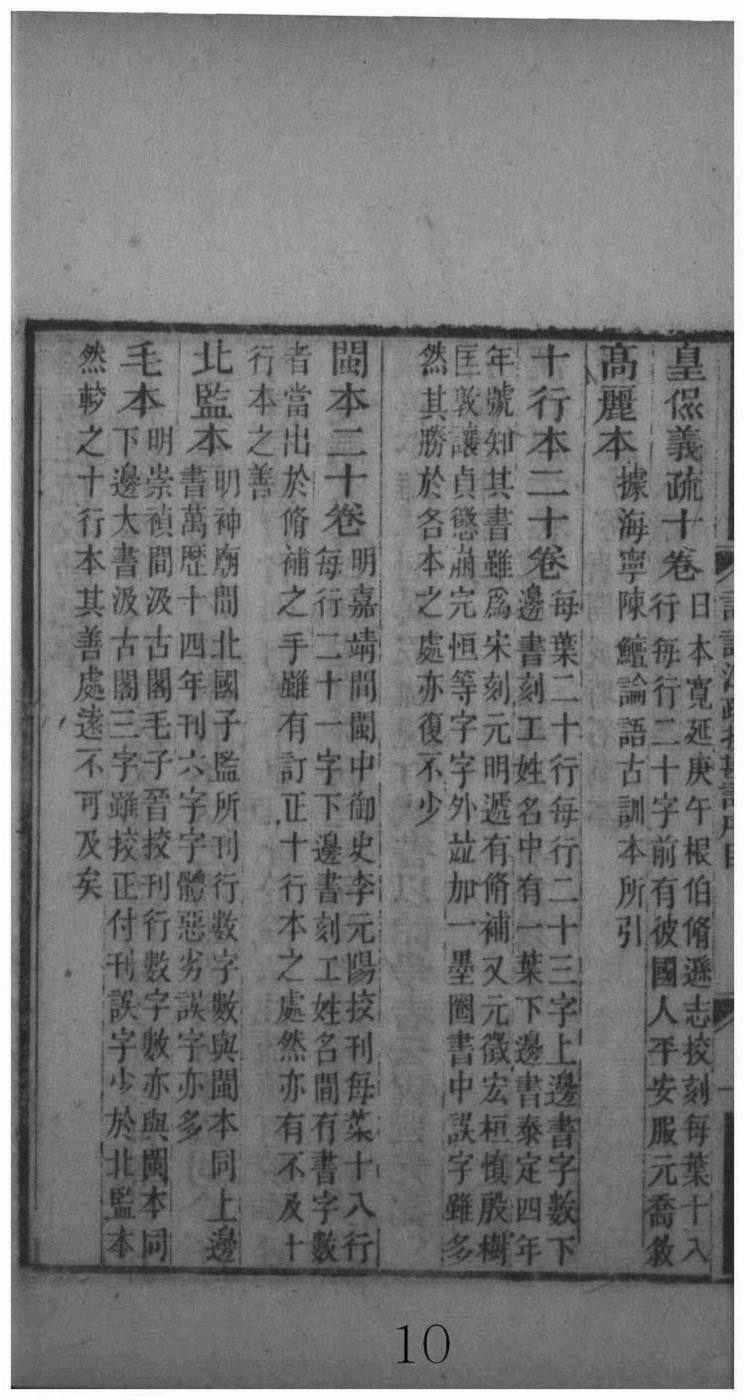 皇侃義疏十卷
日本寬延庚午根伯脩遜志挍刻每葉十八
行每行二十字前有彼國人平安服元喬敘
高麗本
據海寧陳鱣論語古訓本所引
十行本二十卷
每葉二十行每行二十三字上邊書字數下
邊書刻工姓名中有一葉下邊書泰定四年
年號知其書雖爲宋刻元明遞有脩補又元徵宏桓愼殷樹
匡敦讓貞懲肅完恒等字字外並加一墨圈書中誤字雖多
然其勝於各本之處亦復不少
閩本二十卷
明嘉靖間閩中御史李元陽挍刊每葉十八行
每行二十一字下邊書刻工姓名間有書字數
者當出於脩補之手雖有訂正十行本之處然亦有不及十
行本之善
北監本
明神廟間北國子監所刊行數字數與閩本同上邊
書萬歷十四年刊六字字體惡劣誤字亦多
毛本
明崇禎間汲古閣毛子晉挍刊行數字數亦與閩本同
下邊大書汲古閣三字雖挍正付刊誤字少於北監本
然較之十行本其善處遠不可及矣
10